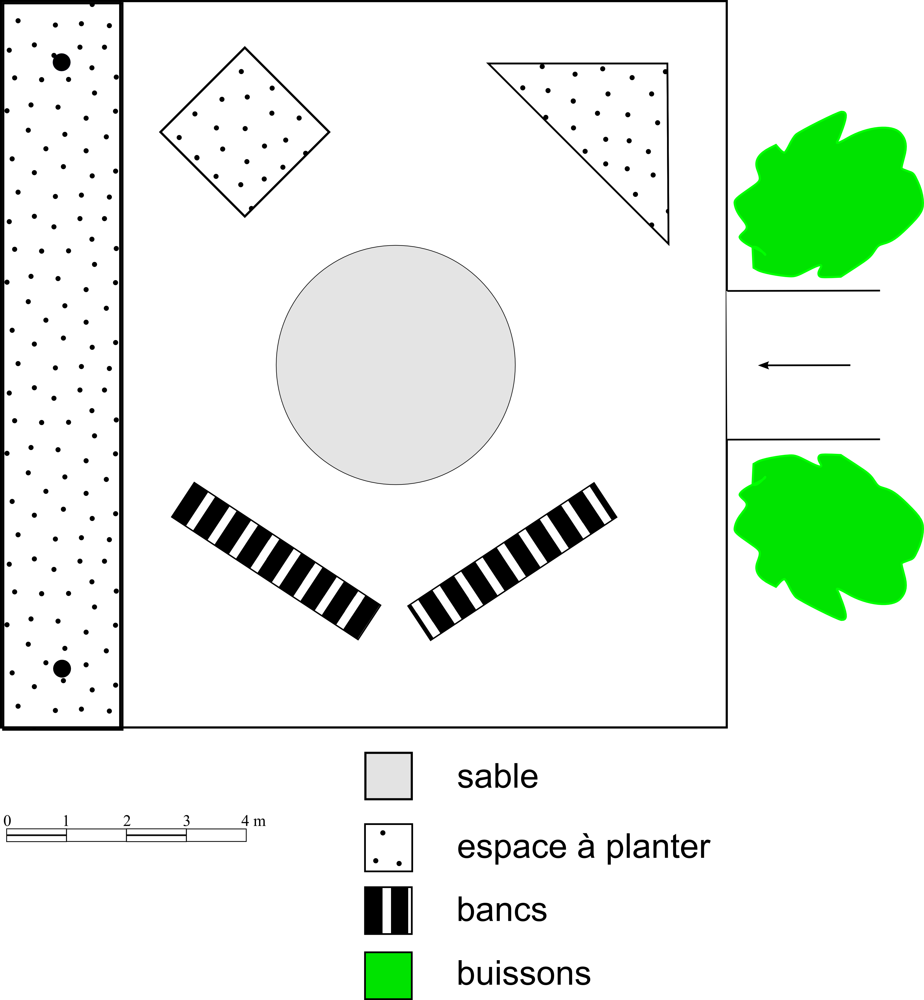 sable
0 1 2 3 4 m
espace à planter
bancs
buissons